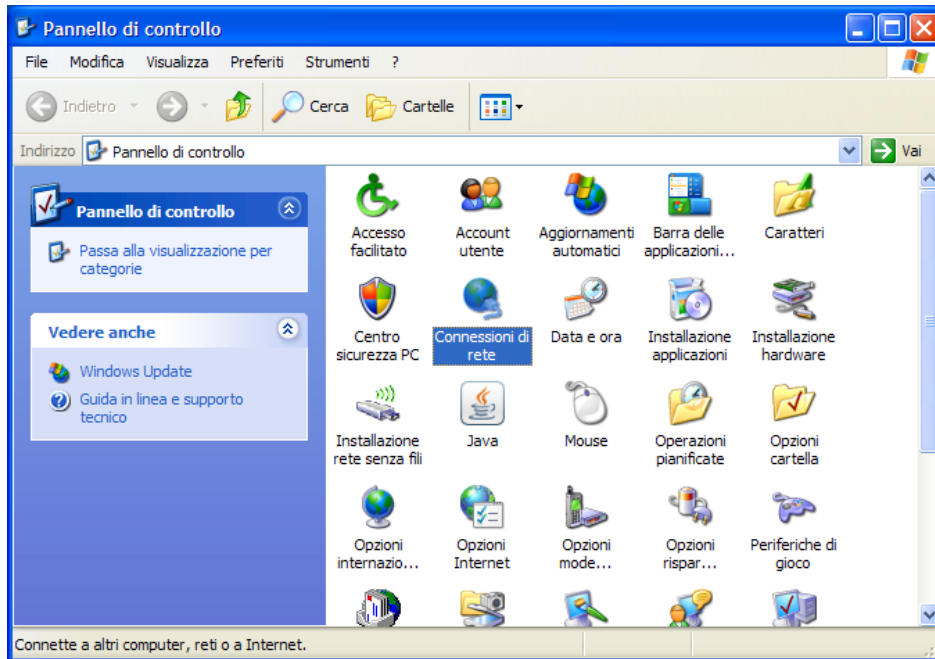 Pannello di controllo
File Modifica Visualizza Preferiti Strumenti ?
Indietro Cerca Cartelle
Indirizzo Pannello di controllo Vai
Pannello di controllo
Passa alla visualizzazione per
categorie
Vedere anche
Windows Update
Guida in linea e supporto
tecnico
Accesso
facilitato
Account
utente
Aggiornamenti
automatici
Barra delle
applicazioni...
Caratteri
Centro
sicurezza PC
Connessioni di
rete
Data e ora
Installazione
applicazioni
Installazione
hardware
Installazione
rete senza fili
Java
Mouse
Operazioni
pianificate
Opzioni
cartella
Opzioni
internazio...
Opzioni
Internet
Opzioni
mode...
Opzioni
rispar...
Periferiche di
gioco
Connette a altri computer, reti o a Internet.